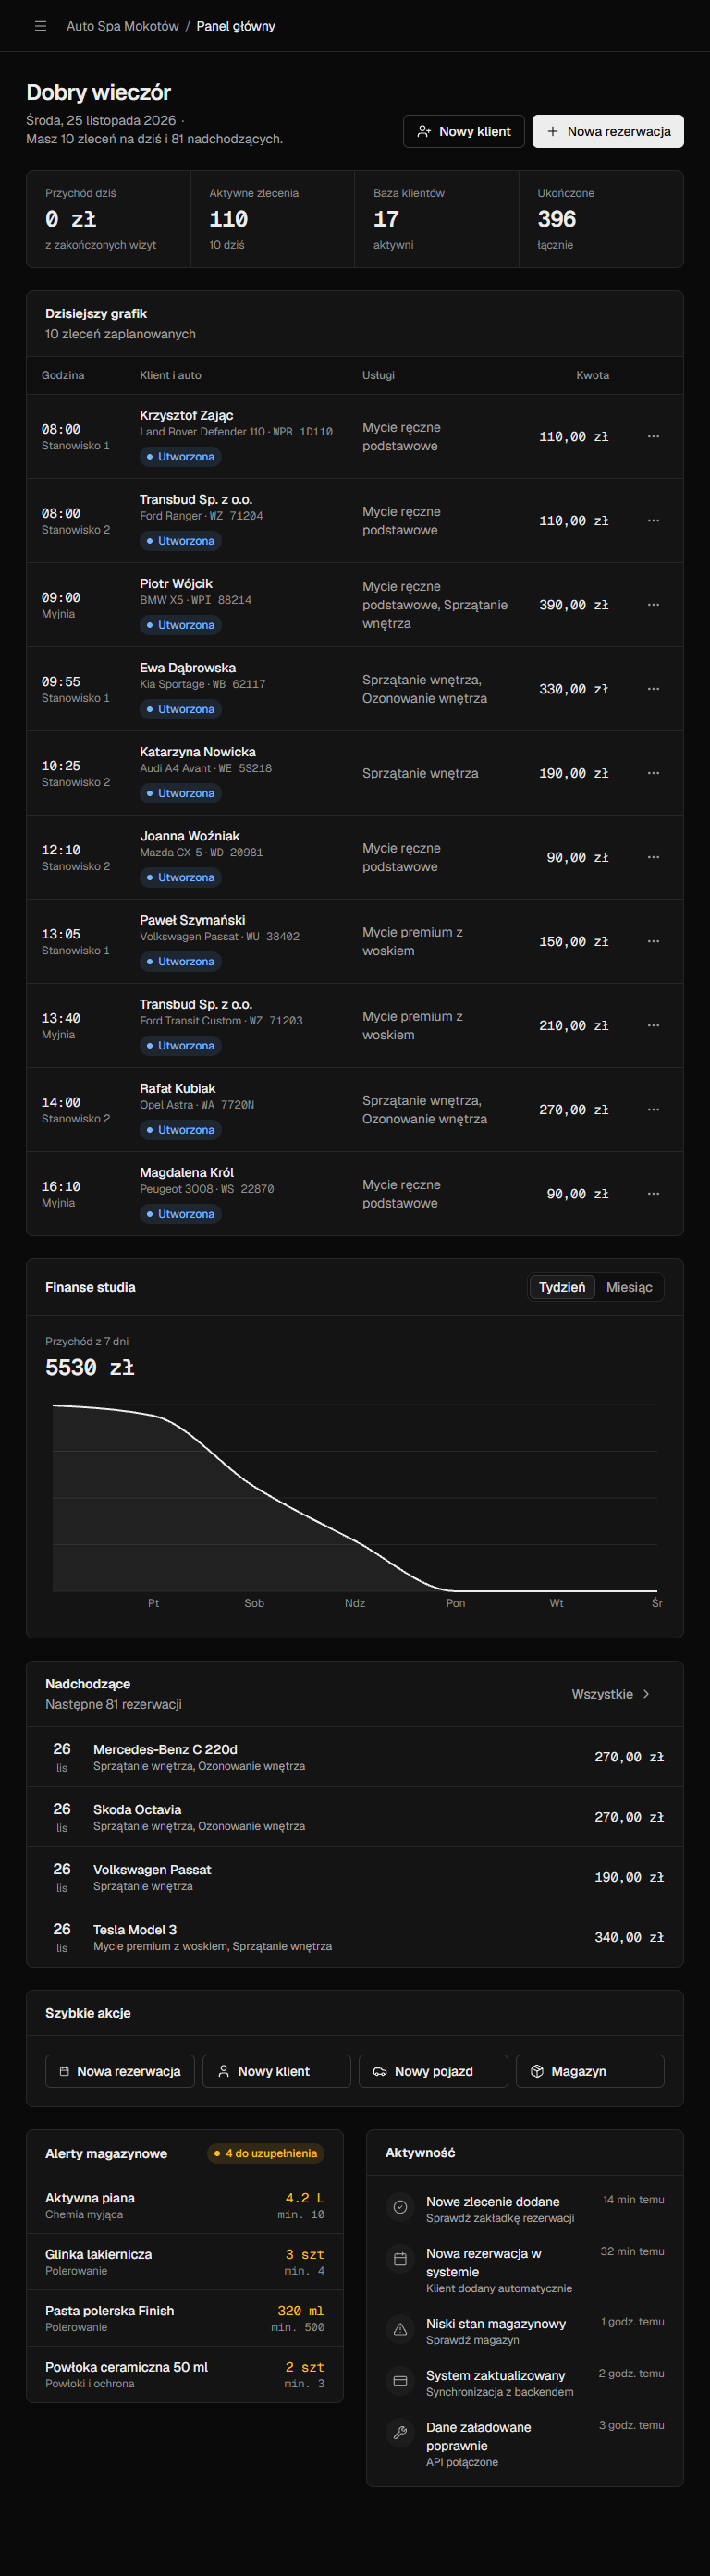 Auto Spa Mokotów / Panel główny
Dobry wieczór
Środa, 25 listopada 2026 ·
Masz 10 zleceń na dziś i 81 nadchodzących.
Nowy klient
Nowa rezerwacja
Przychód dziś
0 zł
z zakończonych wizyt
Aktywne zlecenia
110
10 dziś
Baza klientów
17
aktywni
Ukończone
396
łącznie
Dzisiejszy grafik
10 zleceń zaplanowanych
Godzina Klient i auto Usługi Kwota
08:00
Stanowisko 1
Krzysztof Zając
Land Rover Defender 110 · WPR 1D110
Utworzona
Mycie ręczne
podstawowe
110,00 zł
08:00
Stanowisko 2
Transbud Sp. z o.o.
Ford Ranger · WZ 71204
Utworzona
Mycie ręczne
podstawowe
110,00 zł
09:00
Myjnia
Piotr Wójcik
BMW X5 · WPI 88214
Utworzona
Mycie ręczne
podstawowe, Sprzątanie
wnętrza
390,00 zł
09:55
Stanowisko 1
Ewa Dąbrowska
Kia Sportage · WB 62117
Utworzona
Sprzątanie wnętrza,
Ozonowanie wnętrza
330,00 zł
10:25
Stanowisko 2
Katarzyna Nowicka
Audi A4 Avant · WE 5S218
Utworzona
Sprzątanie wnętrza
190,00 zł
12:10
Stanowisko 2
Joanna Woźniak
Mazda CX-5 · WD 20981
Utworzona
Mycie ręczne
podstawowe
90,00 zł
13:05
Stanowisko 1
Paweł Szymański
Volkswagen Passat · WU 38402
Utworzona
Mycie premium z
woskiem
150,00 zł
13:40
Myjnia
Transbud Sp. z o.o.
Ford Transit Custom · WZ 71203
Utworzona
Mycie premium z
woskiem
210,00 zł
14:00
Stanowisko 2
Rafał Kubiak
Opel Astra · WA 7720N
Utworzona
Sprzątanie wnętrza,
Ozonowanie wnętrza
270,00 zł
16:10
Myjnia
Magdalena Król
Peugeot 3008 · WS 22870
Utworzona
Mycie ręczne
podstawowe
90,00 zł
Finanse studia
Tydzień Miesiąc
Przychód z 7 dni
5530 zł
Pt Sob Ndz Pon Wt Śr
Nadchodzące
Następne 81 rezerwacji
Wszystkie
26
lis
Mercedes-Benz C 220d
Sprzątanie wnętrza, Ozonowanie wnętrza
270,00 zł
26
lis
Skoda Octavia
Sprzątanie wnętrza, Ozonowanie wnętrza
270,00 zł
26
lis
Volkswagen Passat
Sprzątanie wnętrza
190,00 zł
26
lis
Tesla Model 3
Mycie premium z woskiem, Sprzątanie wnętrza
340,00 zł
Szybkie akcje
Nowa rezerwacja
Nowy klient
Nowy pojazd
Magazyn
Alerty magazynowe
4 do uzupełnienia
Aktywna piana
Chemia myjąca
4.2 L
min. 10
Glinka lakiernicza
Polerowanie
3 szt
min. 4
Pasta polerska Finish
Polerowanie
320 ml
min. 500
Powłoka ceramiczna 50 ml
Powłoki i ochrona
2 szt
min. 3
Aktywność
Nowe zlecenie dodane
Sprawdź zakładkę rezerwacji
14 min temu
Nowa rezerwacja w
systemie
Klient dodany automatycznie
32 min temu
Niski stan magazynowy
Sprawdź magazyn
1 godz. temu
System zaktualizowany
Synchronizacja z backendem
2 godz. temu
Dane załadowane
poprawnie
API połączone
3 godz. temu